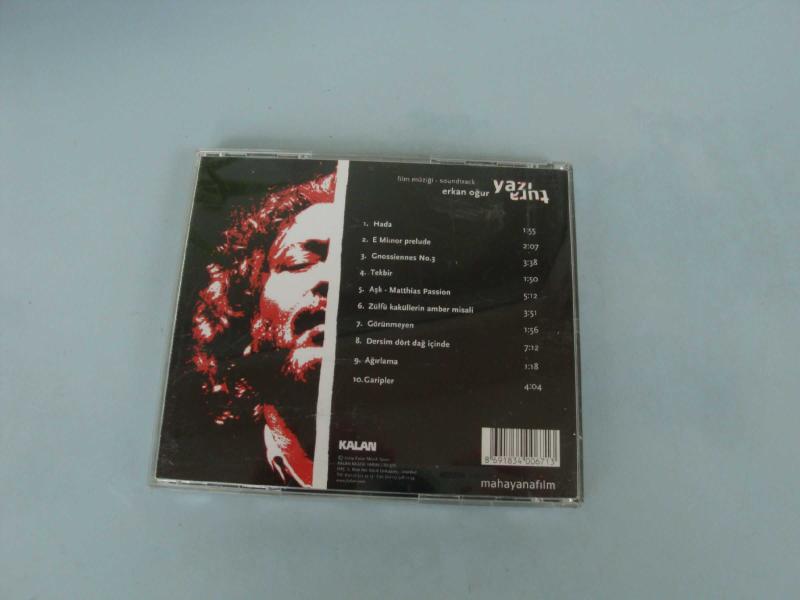 film müziği - soundtrack
erkan oğur
yazı
tura
1. Hada 1:55
2. E Minor prelude 2:07
3. Gnossiennes No.3 3:38
4. Tekbir 1:50
5. Aşk - Matthias Passion 5:12
6. Zülfü kaküllerin amber misali 3:51
7. Görünmeyen 1:56
8. Dersim dört dağ içinde 7:12
9. Ağırlama 1:18
10. Garipler 4:04
KALAN
8 691834 006713
mahayanafilm